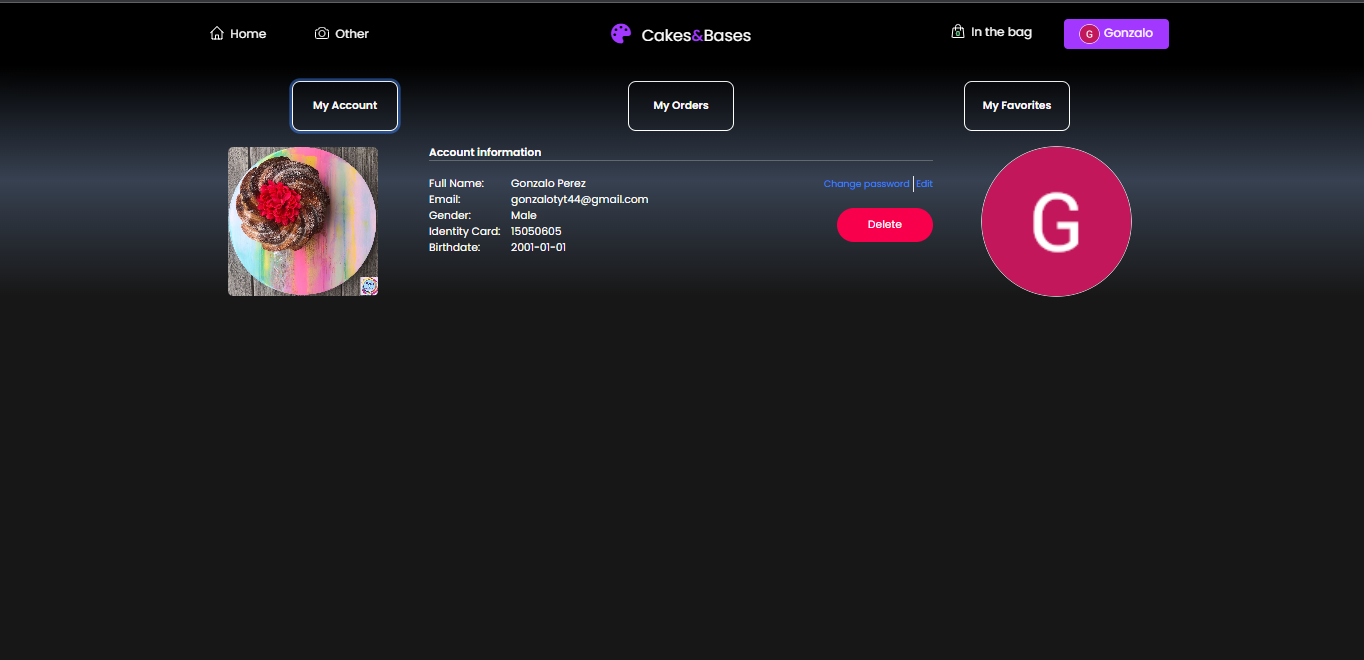 Home
Other
Cakes&Bases
In the bag
G Gonzalo
My Account
My Orders
My Favorites
Account information
Full Name: Gonzalo Perez
Change password Edit
Email: gonzalotyt44@gmail.com
Gender: Male
Delete
Identity Card: 15050605
Birthdate: 2001-01-01
G